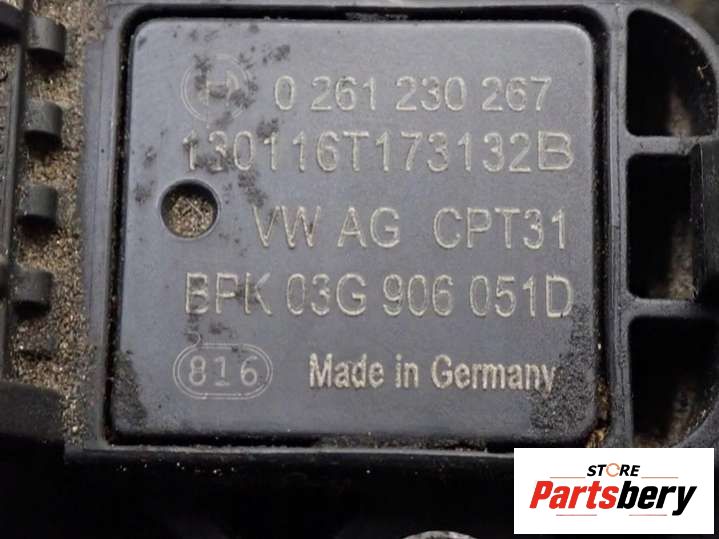 0 261 230 267
130116T173132B
VW AG CPT31
BPK 03G 906 051D
816 Made in Germany
STORE
Partsbery